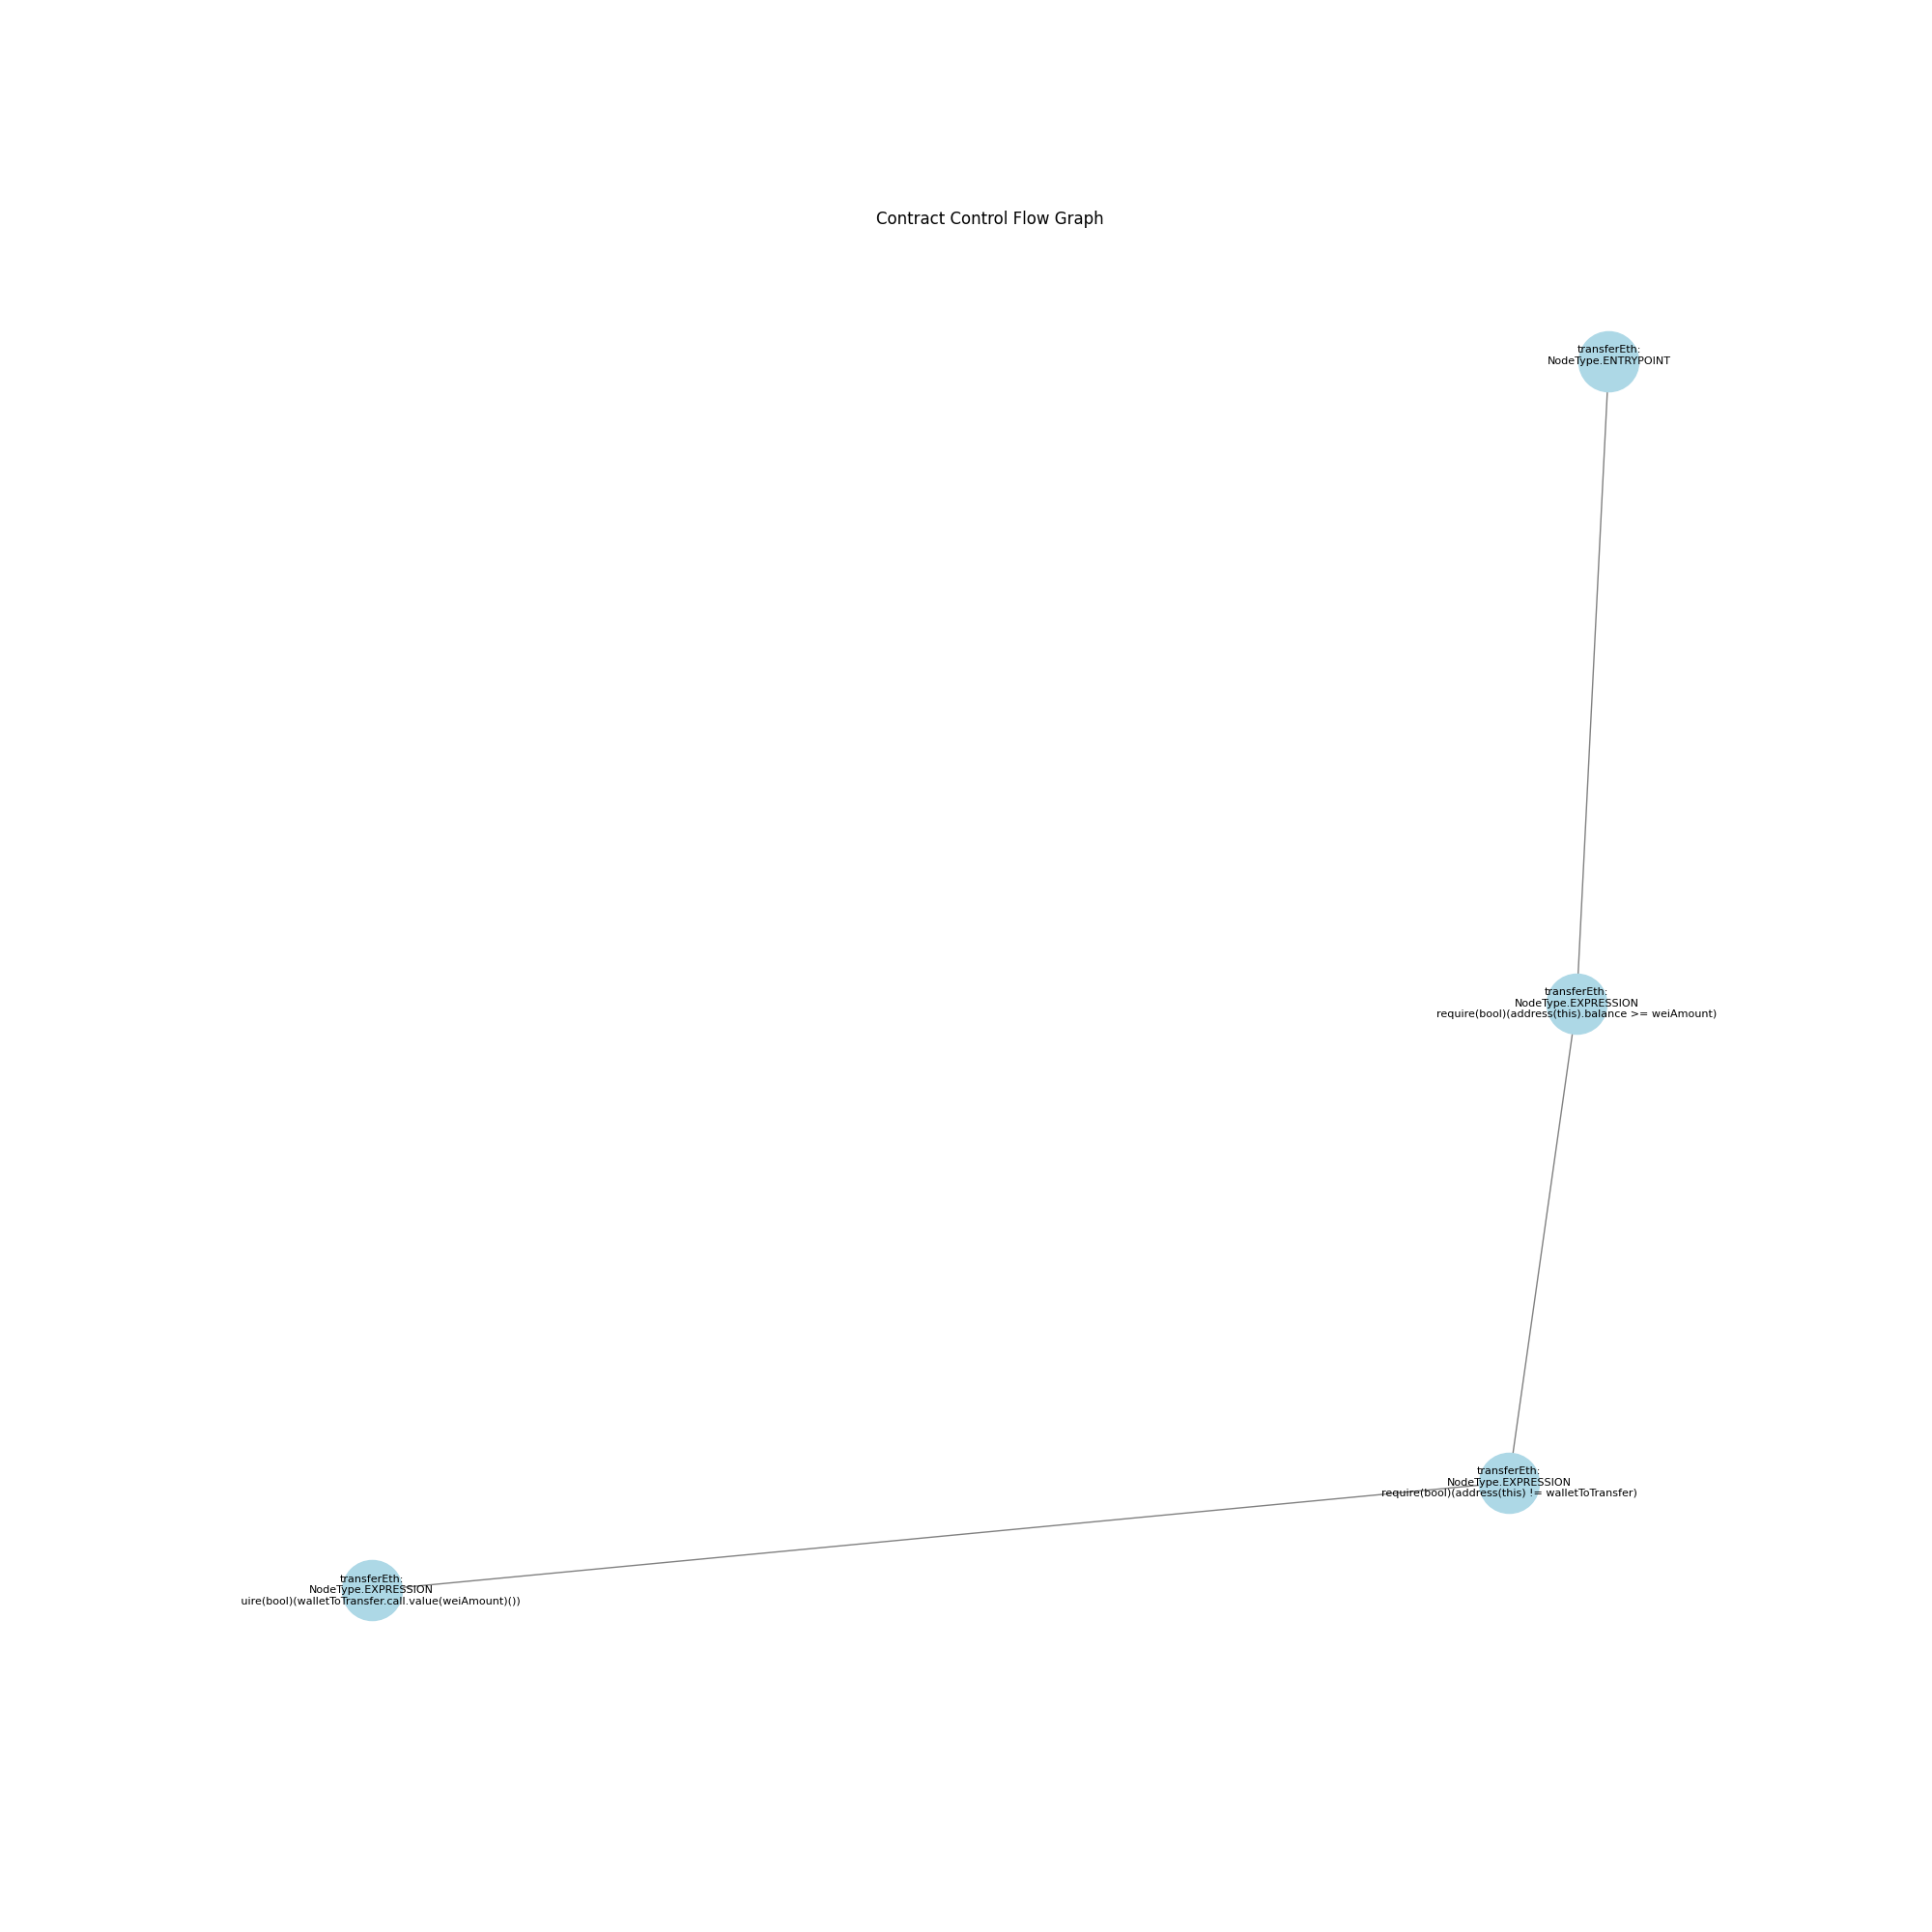 Contract Control Flow Graph
transferEth:
NodeType.ENTRYPOINT
transferEth:
NodeType.EXPRESSION
require(bool)(address(this).balance >= weiAmount)
transferEth:
NodeType.EXPRESSION
require(bool)(address(this) != walletToTransfer)
transferEth:
NodeType.EXPRESSION
uire(bool)(walletToTransfer.call.value(weiAmount)())